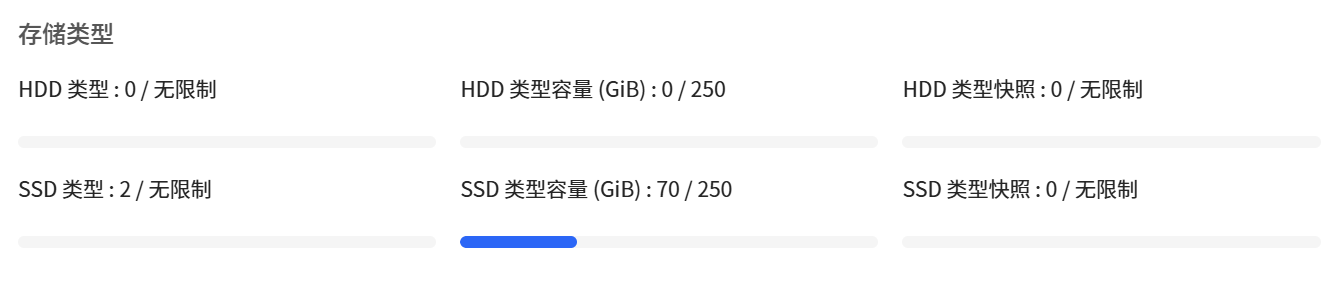 存储类型
HDD 类型 : 0 / 无限制
HDD 类型容量 (GiB) : 0 / 250
HDD 类型快照 : 0 / 无限制
SSD 类型 : 2 / 无限制
SSD 类型容量 (GiB) : 70 / 250
SSD 类型快照 : 0 / 无限制